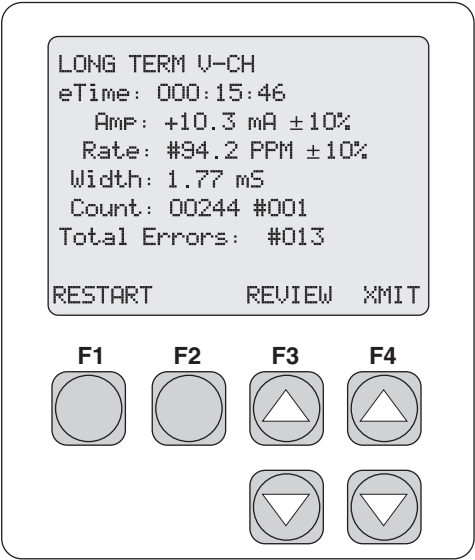 LONG TERM V-CH
eTime: 000:15:46
Amp: +10.3 mA ±10%
Rate: #94.2 PPM ±10%
Width: 1.77 mS
Count: 00244 #001
Total Errors: #013
RESTART REVIEW XMIT
F1 F2 F3 F4